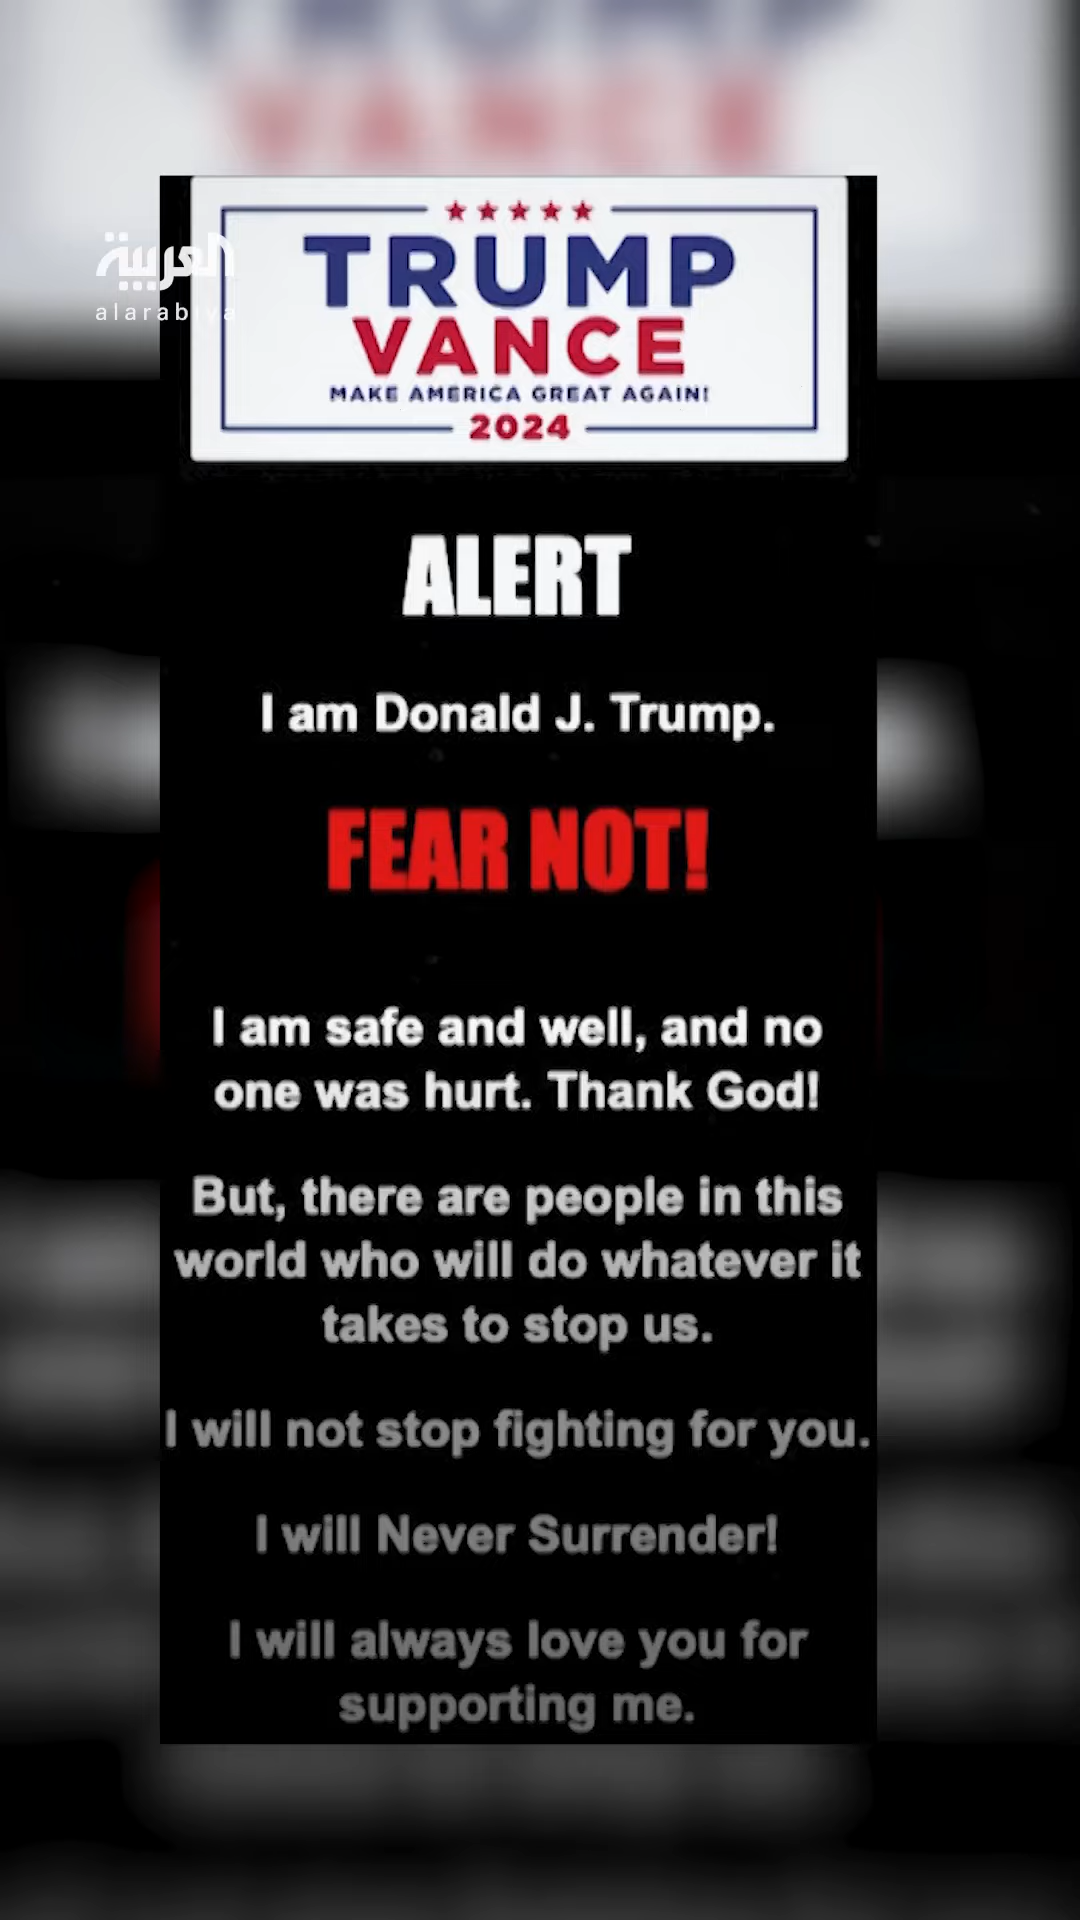 العربية
alarabiya
TRUMP
VANCE
MAKE AMERICA GREAT AGAIN!
2024
ALERT
I am Donald J. Trump.
FEAR NOT!
I am safe and well, and no
one was hurt. Thank God!
But, there are people in this
world who will do whatever it
takes to stop us.
I will not stop fighting for you.
I will Never Surrender!
I will always love you for
supporting me.